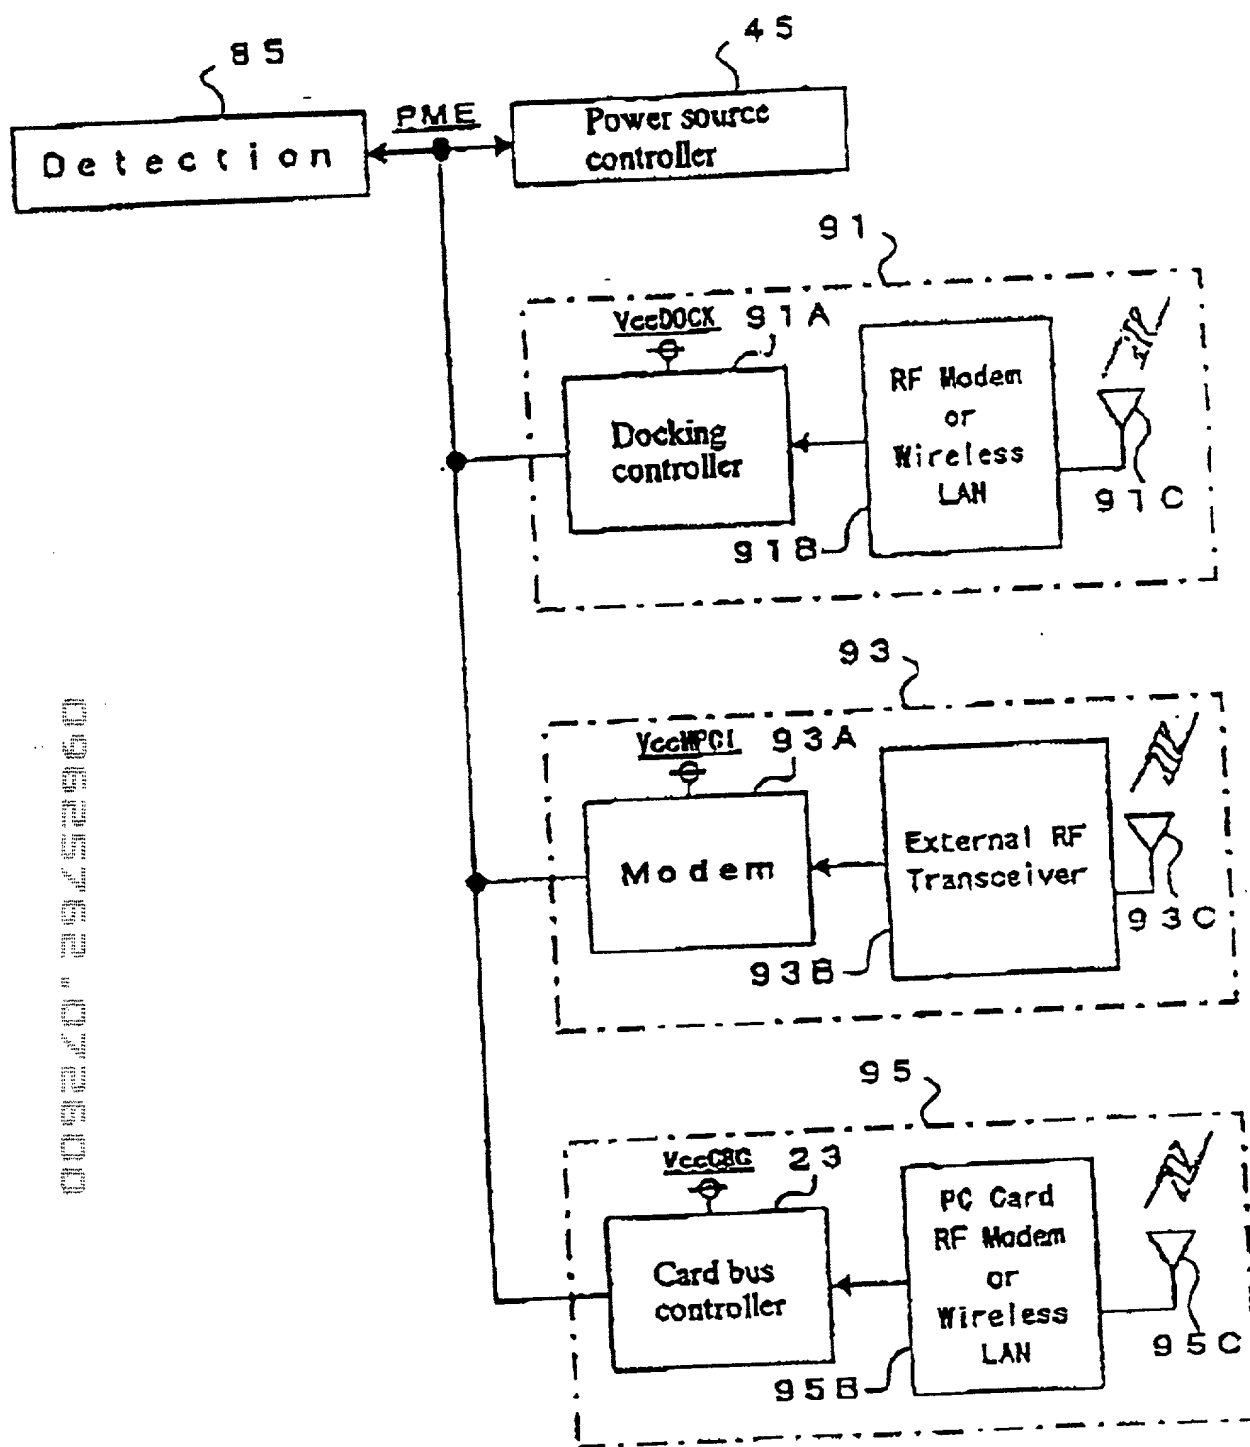 85
45
PME
Detection
Power source
controller
91
VccDOCK
91A
RF Modem
or
Wireless
LAN
Docking
controller
91C
91B
93
VccMPCI
93A
External RF
Transceiver
Modem
93C
93B
95
VccCBC
23
PC Card
RF Modem
or
Wireless
LAN
Card bus
controller
95C
95B
09625762.072600